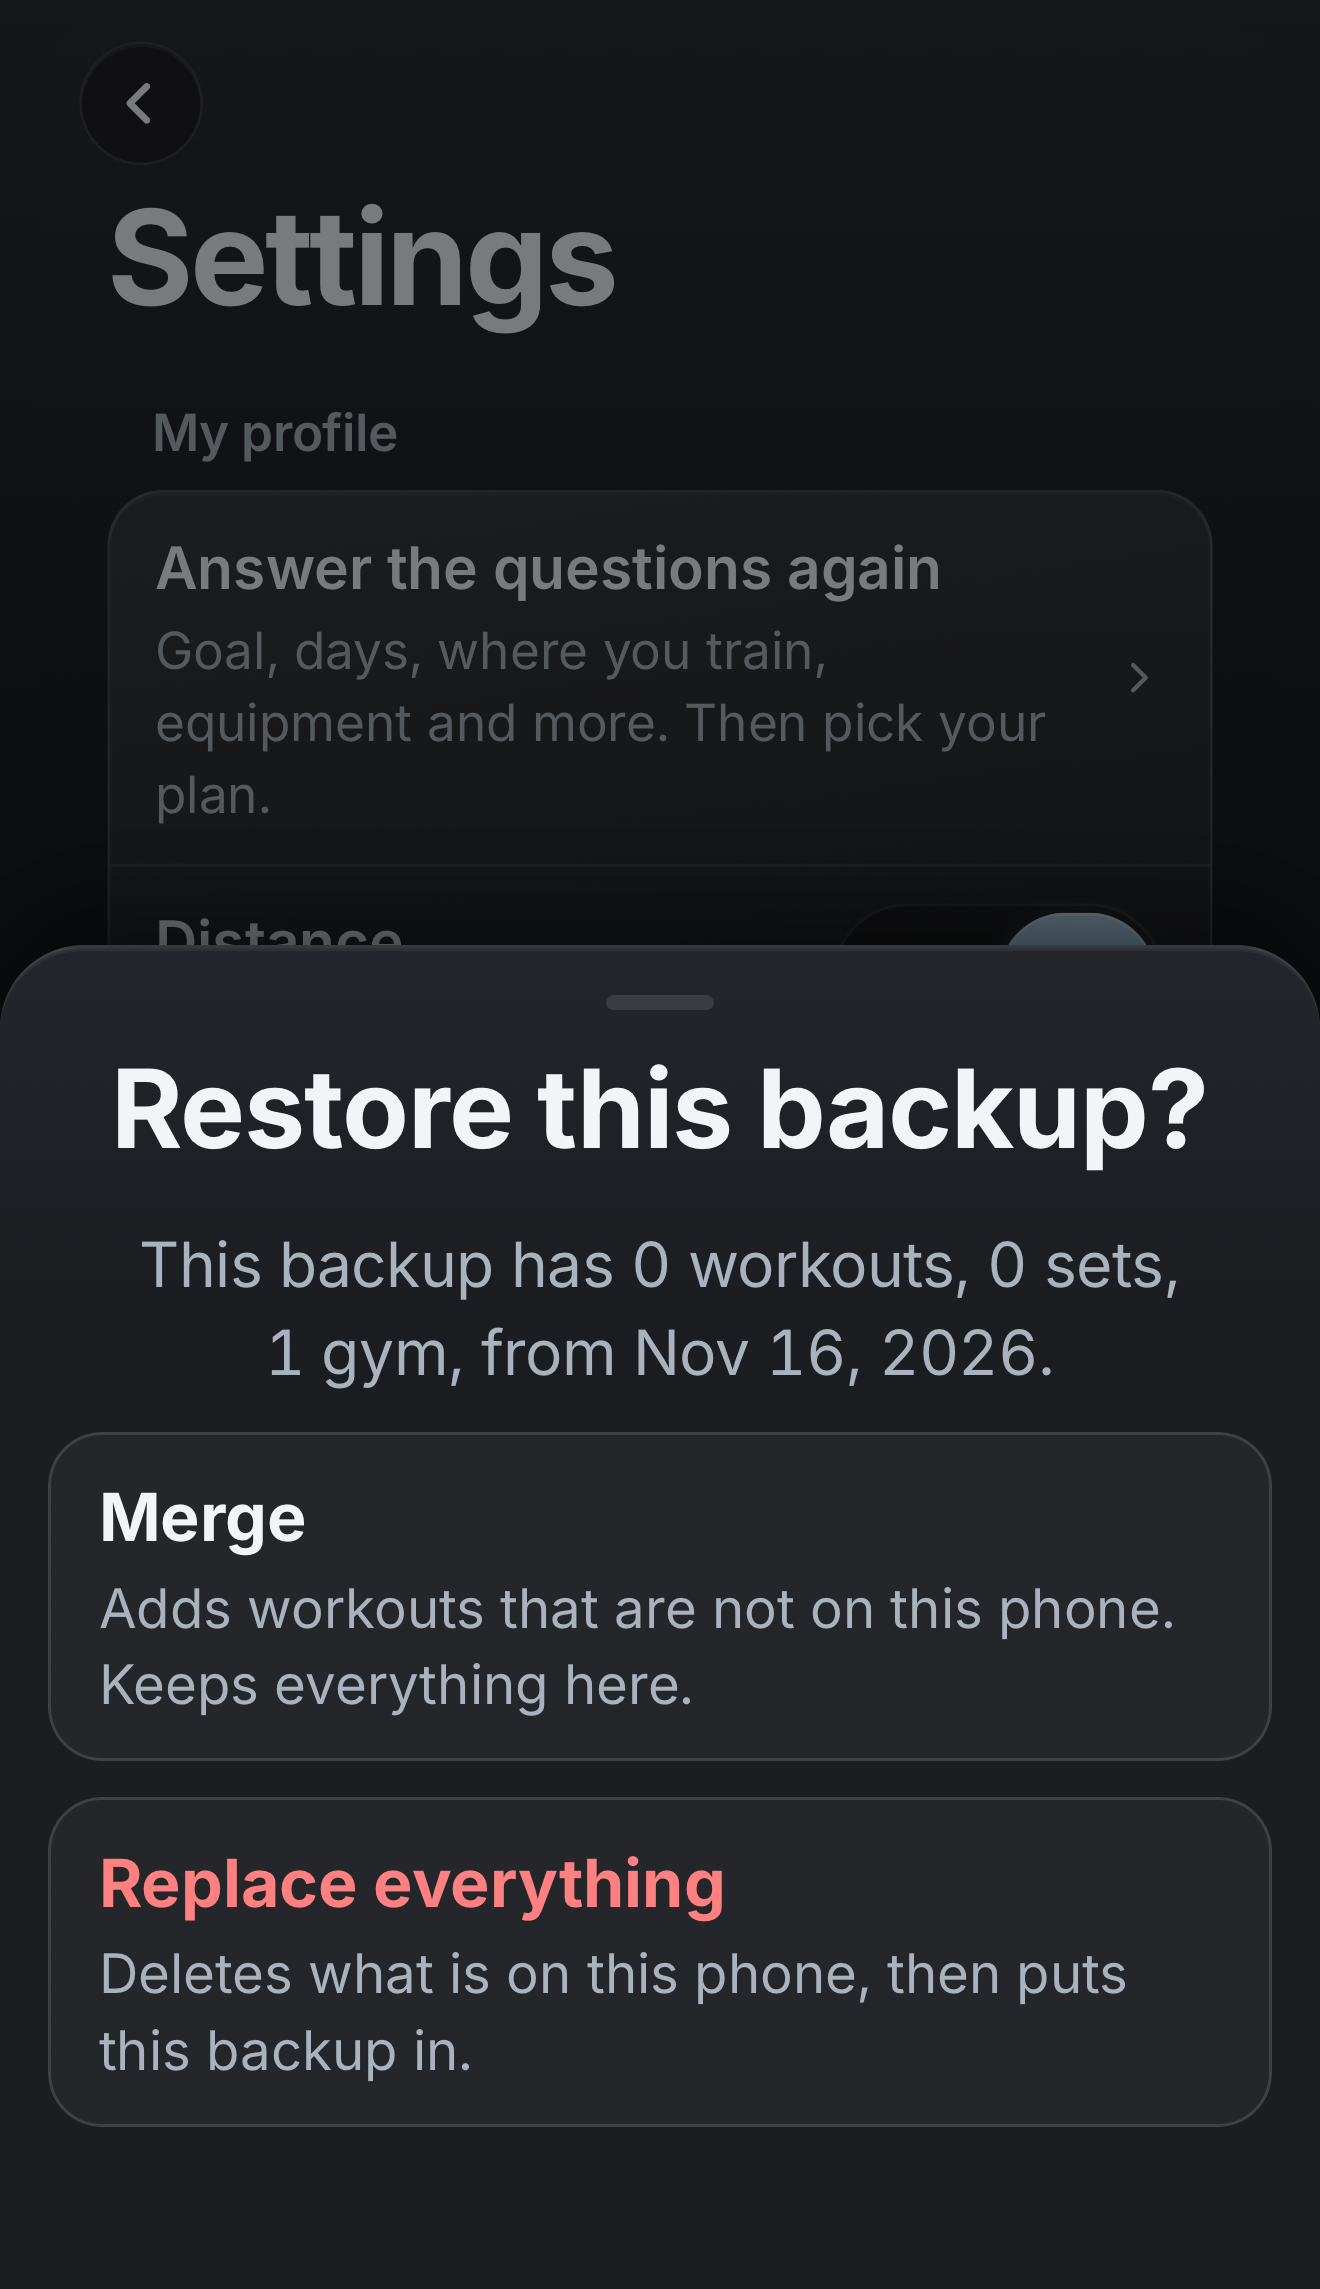 Settings
My profile
Answer the questions again
Goal, days, where you train,
equipment and more. Then pick your
plan.
Distance
Restore this backup?
This backup has 0 workouts, 0 sets,
1 gym, from Nov 16, 2026.
Merge
Adds workouts that are not on this phone.
Keeps everything here.
Replace everything
Deletes what is on this phone, then puts
this backup in.